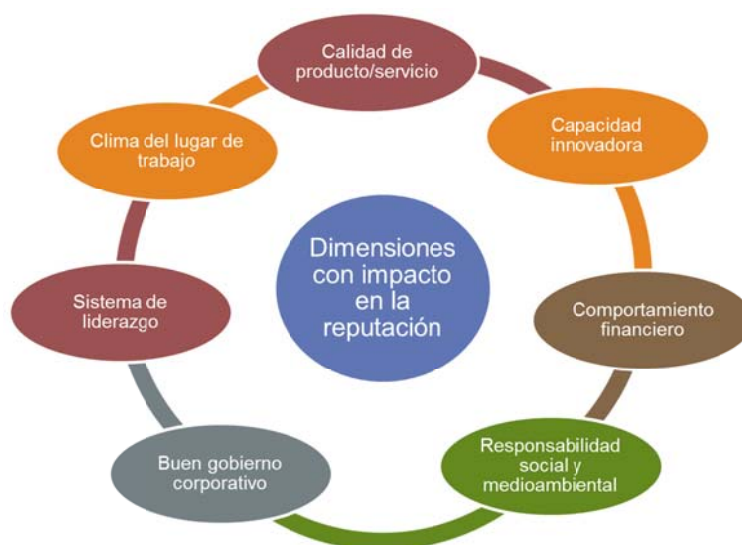 Calidad de
producto/servicio
Capacidad
innovadora
Comportamiento
financiero
Responsabilidad
social y
medioambiental
Buen gobierno
corporativo
Sistema de
liderazgo
Clima del lugar de
trabajo
Dimensiones
con impacto
en la
reputación